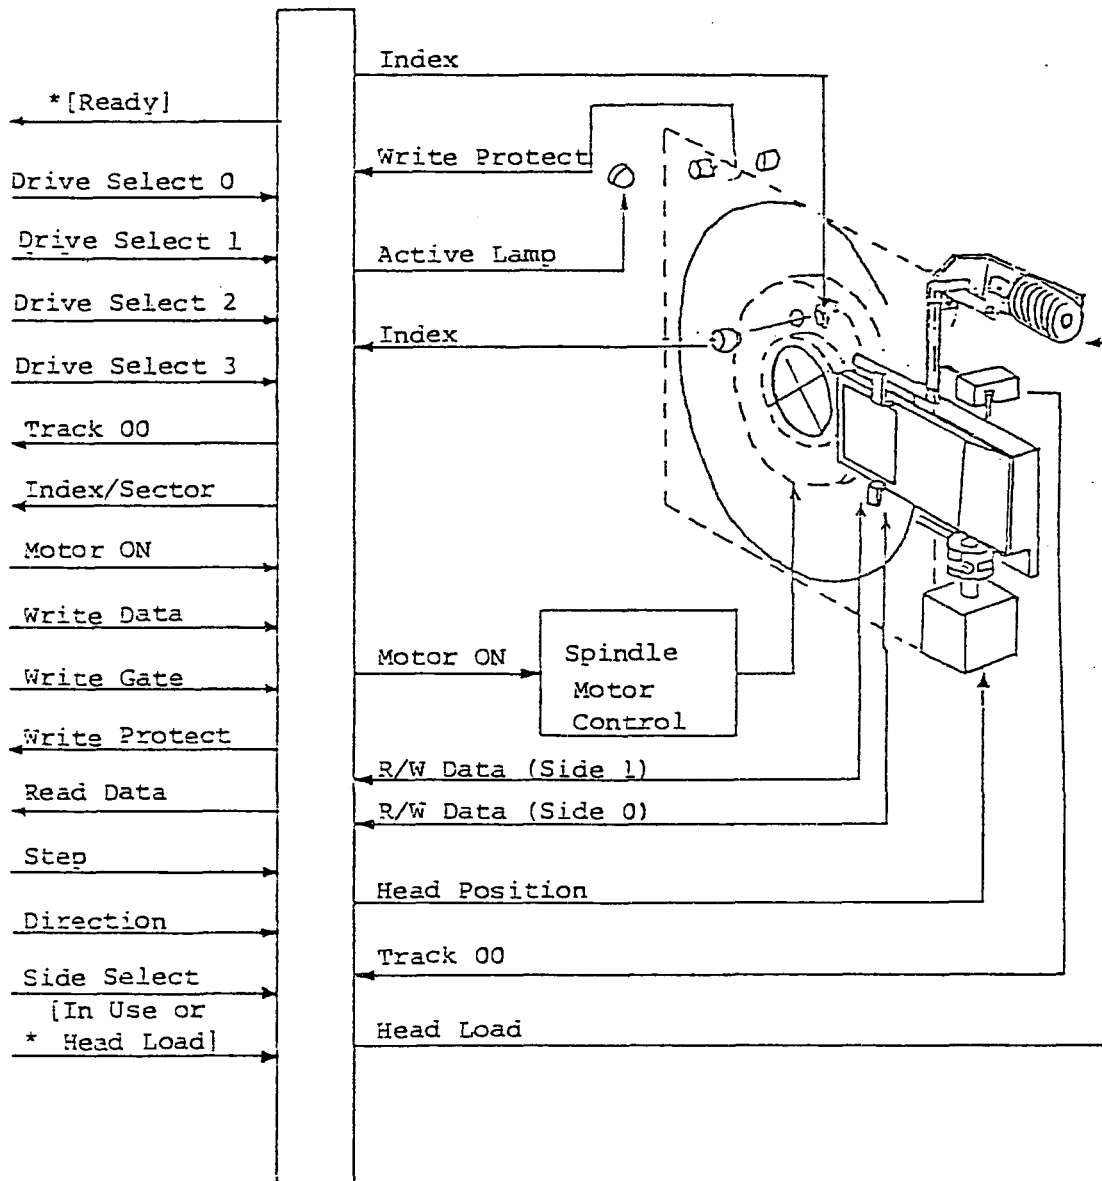 *[Ready]
Drive Select 0
Drive Select 1
Drive Select 2
Drive Select 3
Track 00
Index/Sector
Motor ON
Write Data
Write Gate
Write Protect
Read Data
Step
Direction
Side Select
[In Use or
* Head Load]
Index
Write Protect
Active Lamp
Index
Motor ON
Spindle
Motor
Control
R/W Data (Side 1)
R/W Data (Side 0)
Head Position
Track 00
Head Load